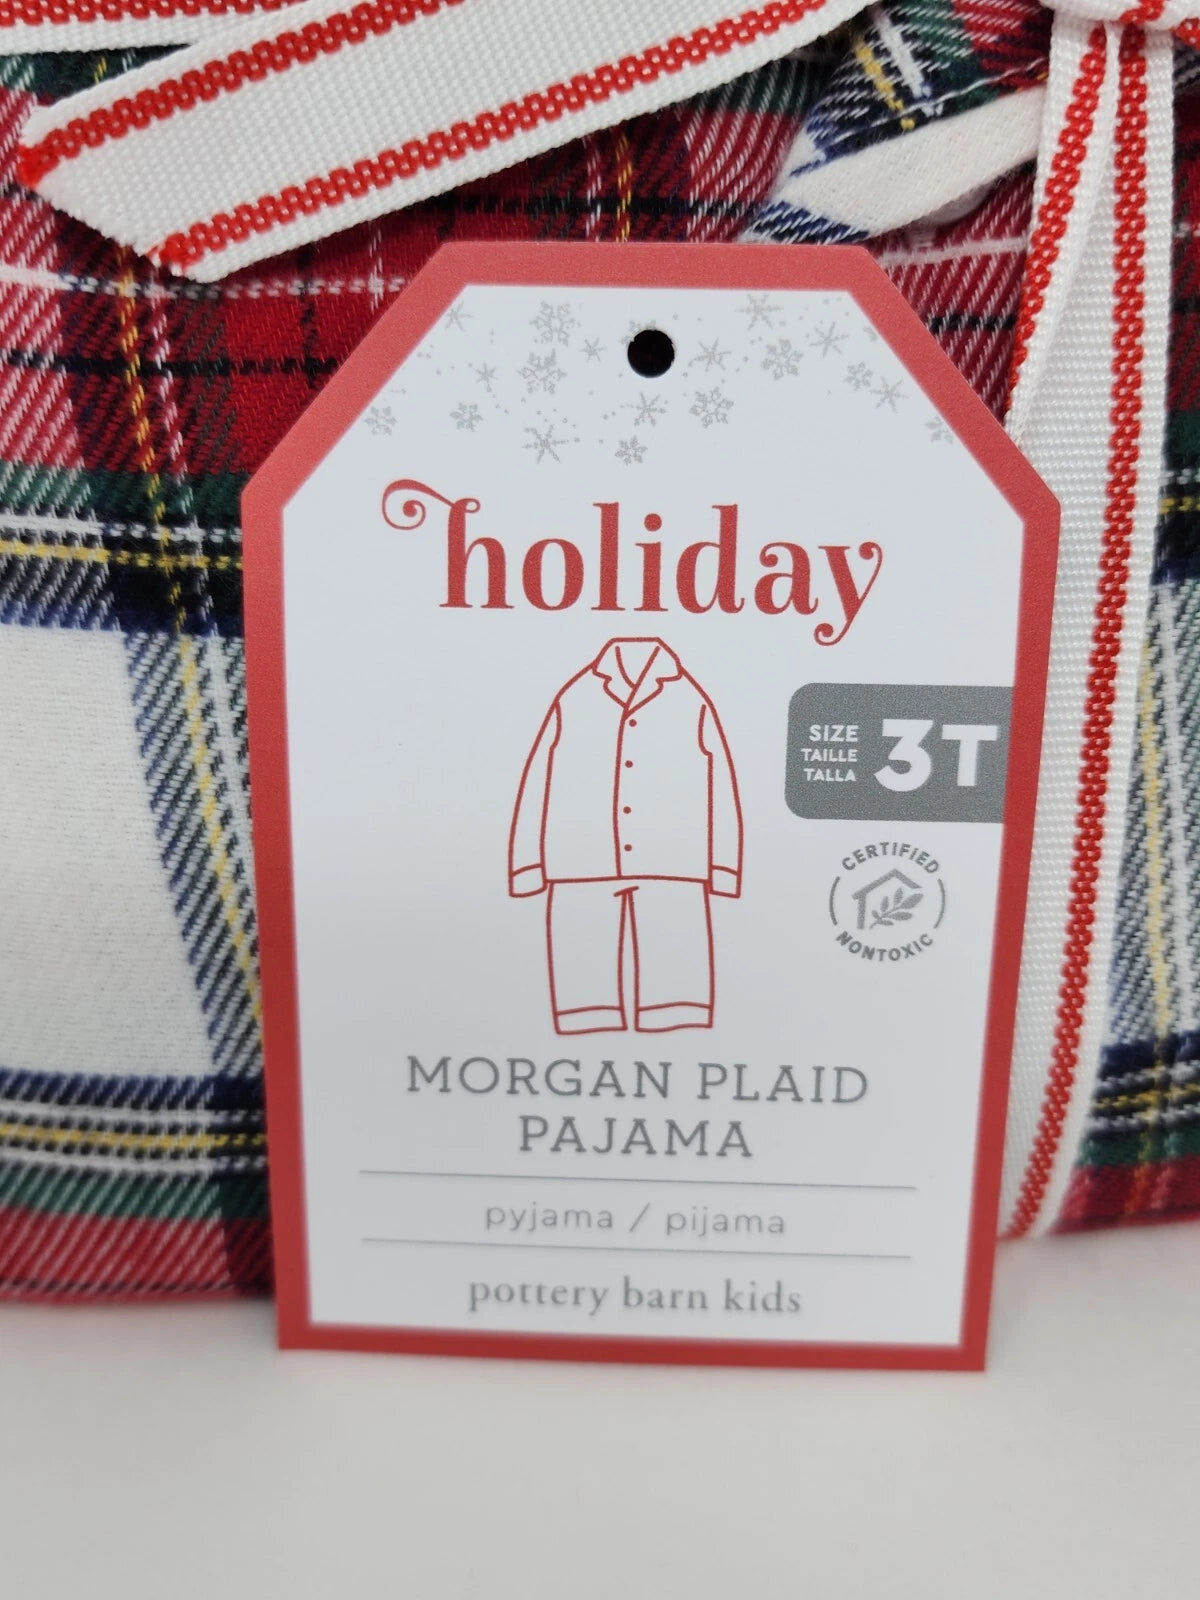 holiday
SIZE
TAILLE
TALLA
3T
CERTIFIED
NONTOXIC
MORGAN PLAID
PAJAMA
pyjama / pijama
pottery barn kids